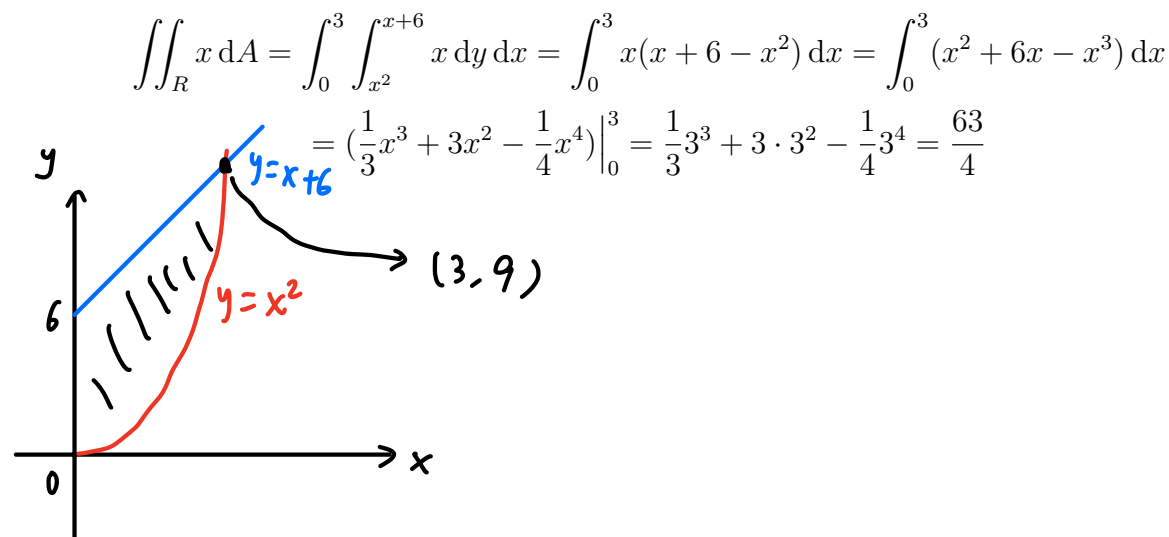 ∬_R x dA = ∫_0^3 ∫_{x^2}^{x+6} x dy dx = ∫_0^3 x(x + 6 − x^2) dx = ∫_0^3 (x^2 + 6x − x^3) dx
= (1/3 x^3 + 3x^2 − 1/4 x^4)|_0^3 = 1/3 3^3 + 3 · 3^2 − 1/4 3^4 = 63/4
y
y=x+6
(3,9)
6
y=x^2
x
0